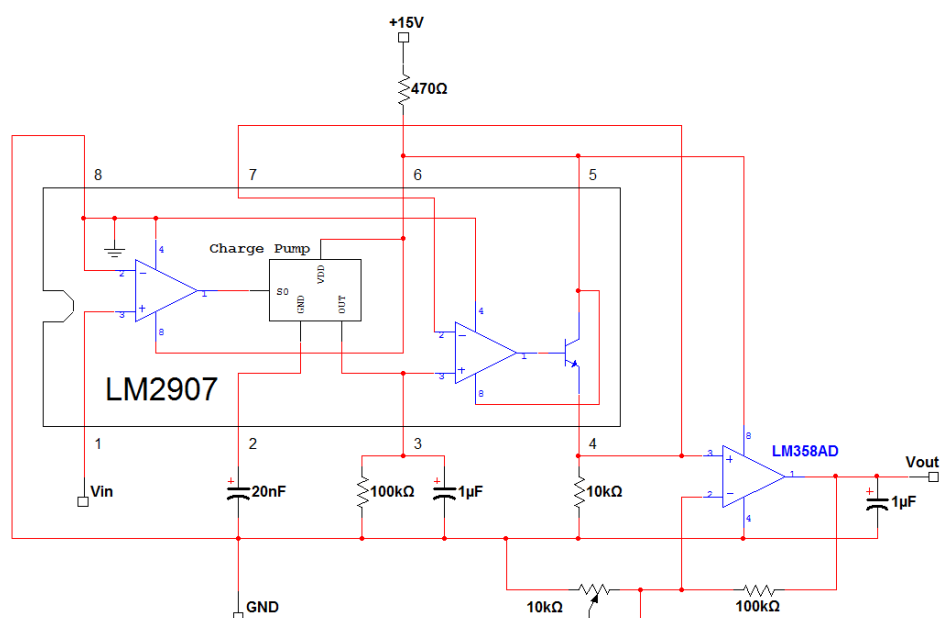 +15V
470Ω
8 7 6 5
Charge Pump
VDD
S0
GND
OUT
4
2
3
1
8
4
2
3
1
8
LM2907
1 2 3 4
Vin
20nF
100kΩ
1µF
10kΩ
LM358AD
8
3
2
1
4
Vout
1µF
GND
10kΩ
100kΩ